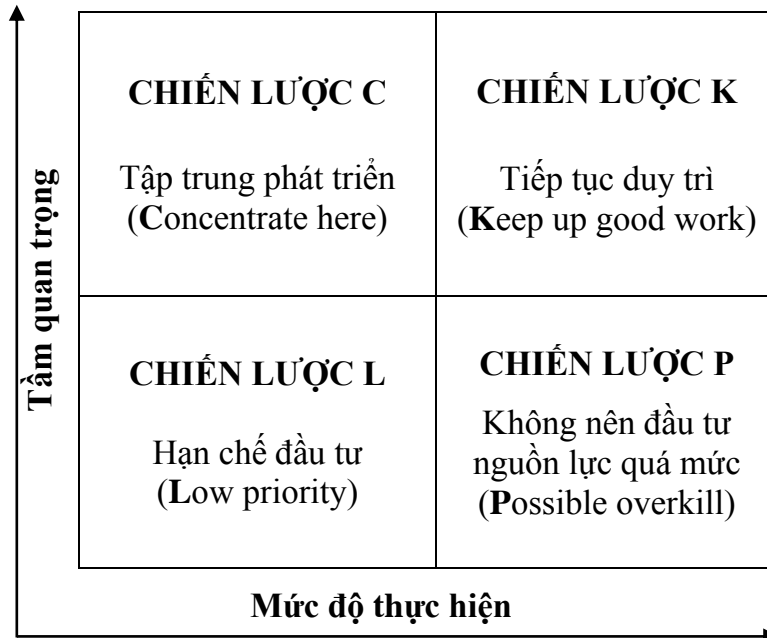 CHIẾN LƯỢC C
Tập trung phát triển
(Concentrate here)
CHIẾN LƯỢC K
Tiếp tục duy trì
(Keep up good work)
Tầm quan trọng
CHIẾN LƯỢC L
Hạn chế đầu tư
(Low priority)
CHIẾN LƯỢC P
Không nên đầu tư
nguồn lực quá mức
(Possible overkill)
Mức độ thực hiện